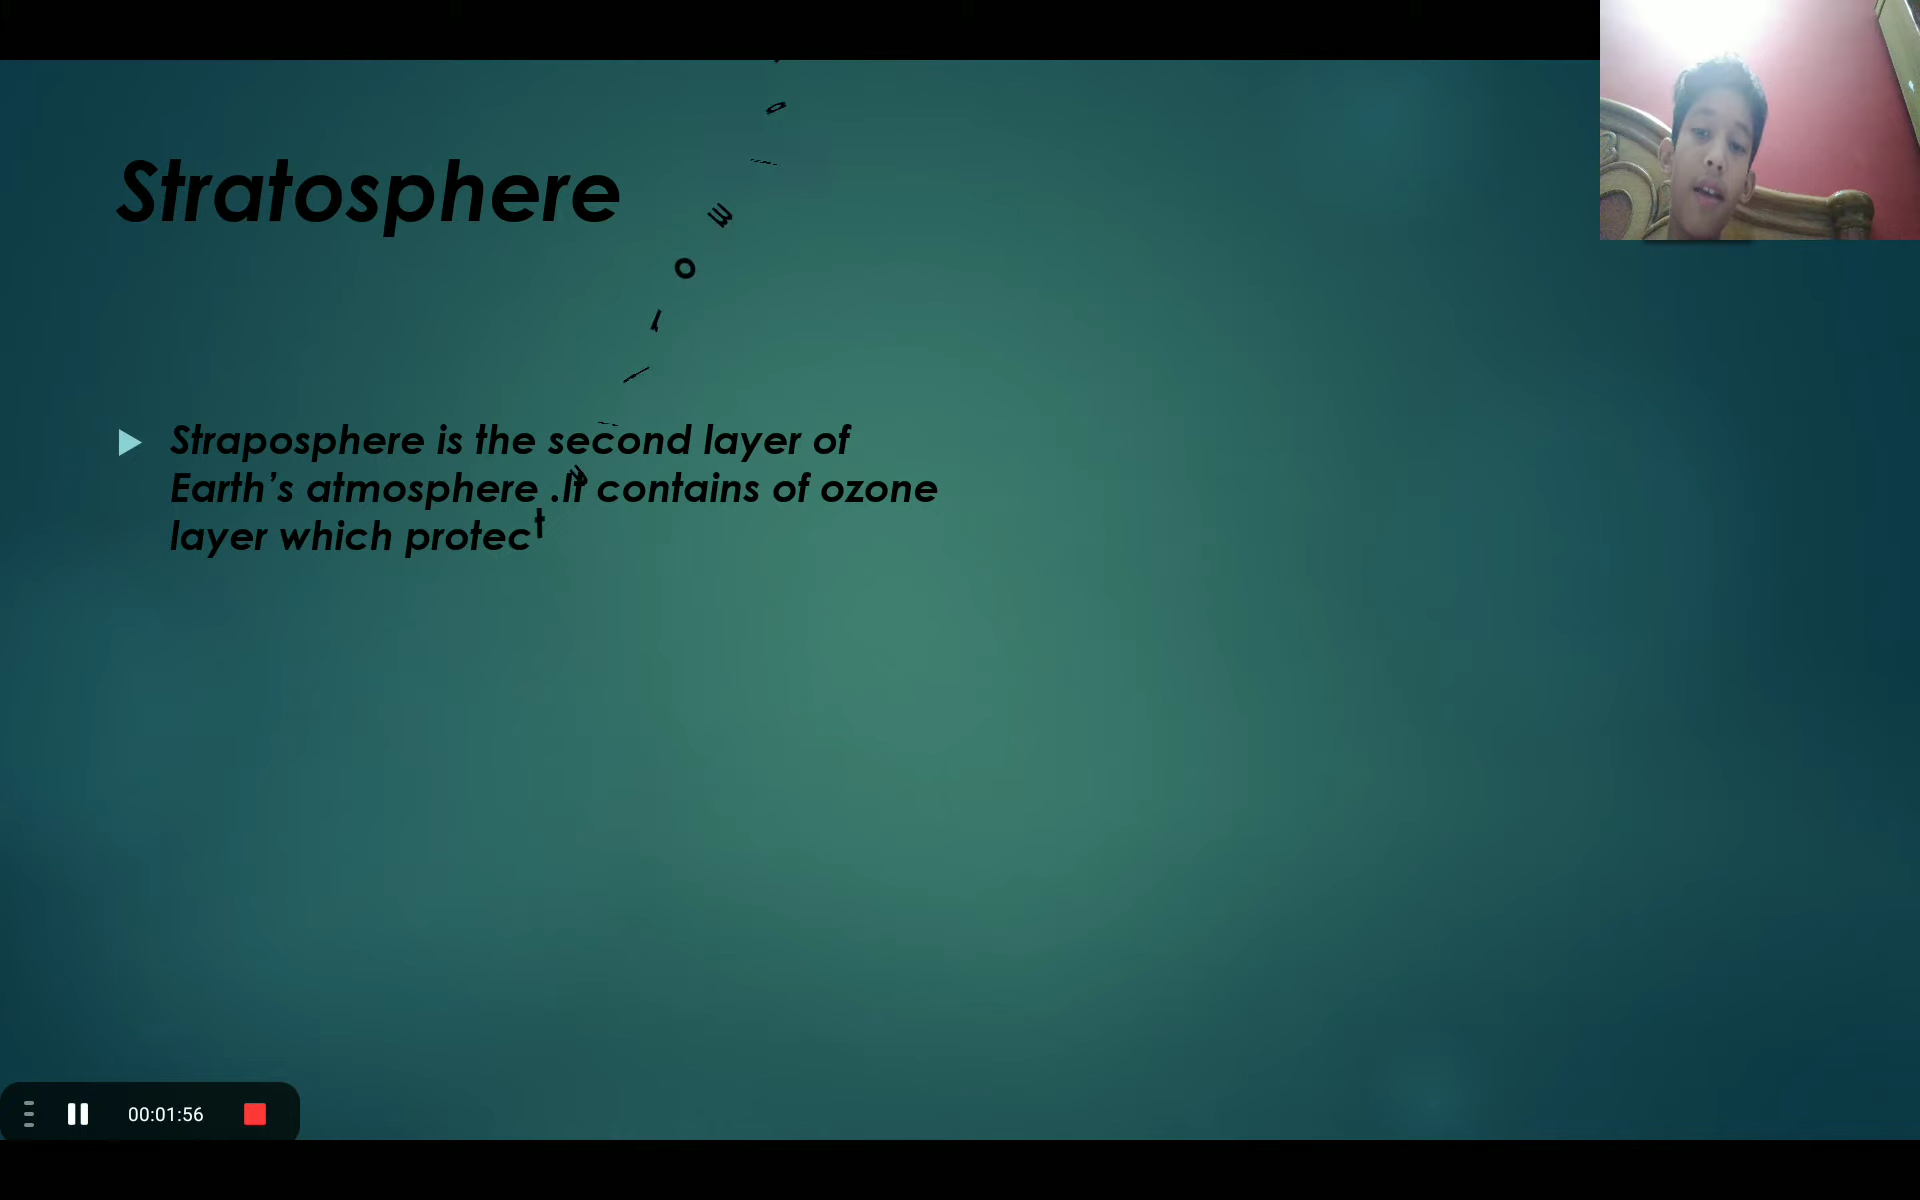 Stratosphere
Straposphere is the second layer of
Earth’s atmosphere .It contains of ozone
layer which protect
00:01:56